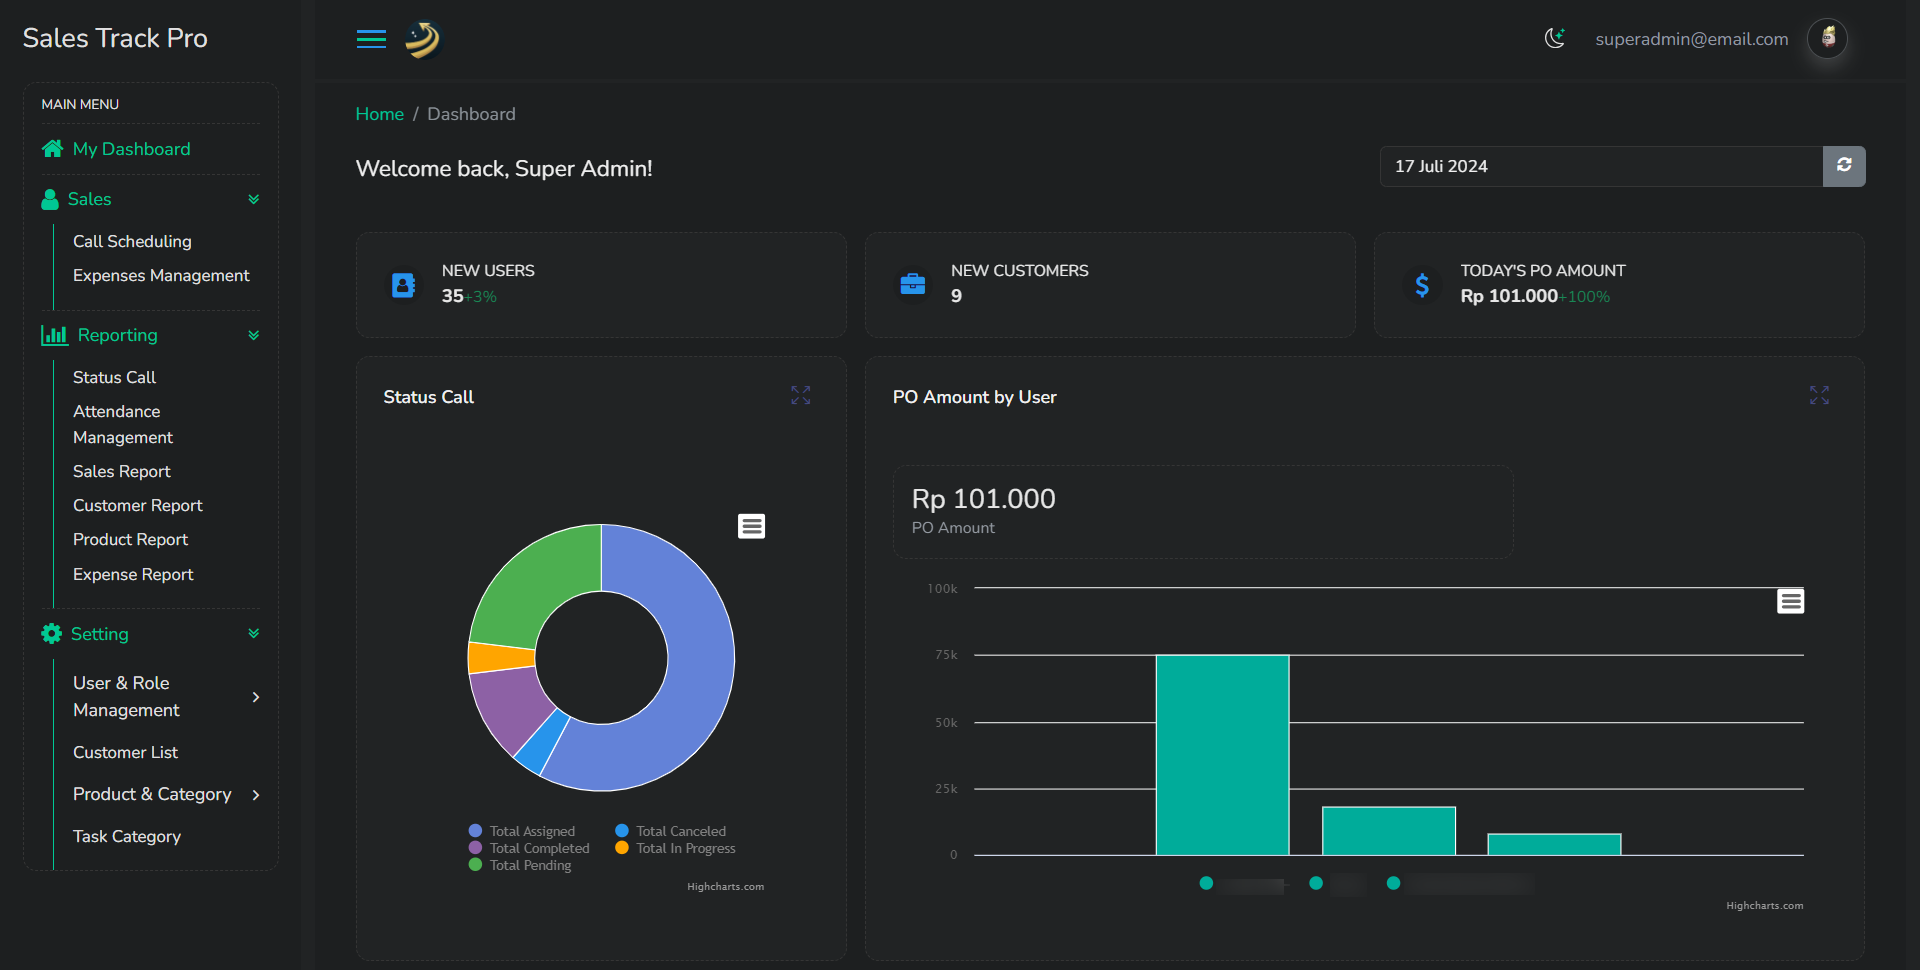 Sales Track Pro
superadmin@email.com
MAIN MENU
My Dashboard
Sales
Call Scheduling
Expenses Management
Reporting
Status Call
Attendance
Management
Sales Report
Customer Report
Product Report
Expense Report
Setting
User & Role
Management
Customer List
Product & Category
Task Category
Home / Dashboard
Welcome back, Super Admin!
17 Juli 2024
NEW USERS
35+3%
NEW CUSTOMERS
9
TODAY'S PO AMOUNT
Rp 101.000+100%
Status Call
Total Assigned
Total Canceled
Total Completed
Total In Progress
Total Pending
Highcharts.com
PO Amount by User
Rp 101.000
PO Amount
100k
75k
50k
25k
0
Highcharts.com